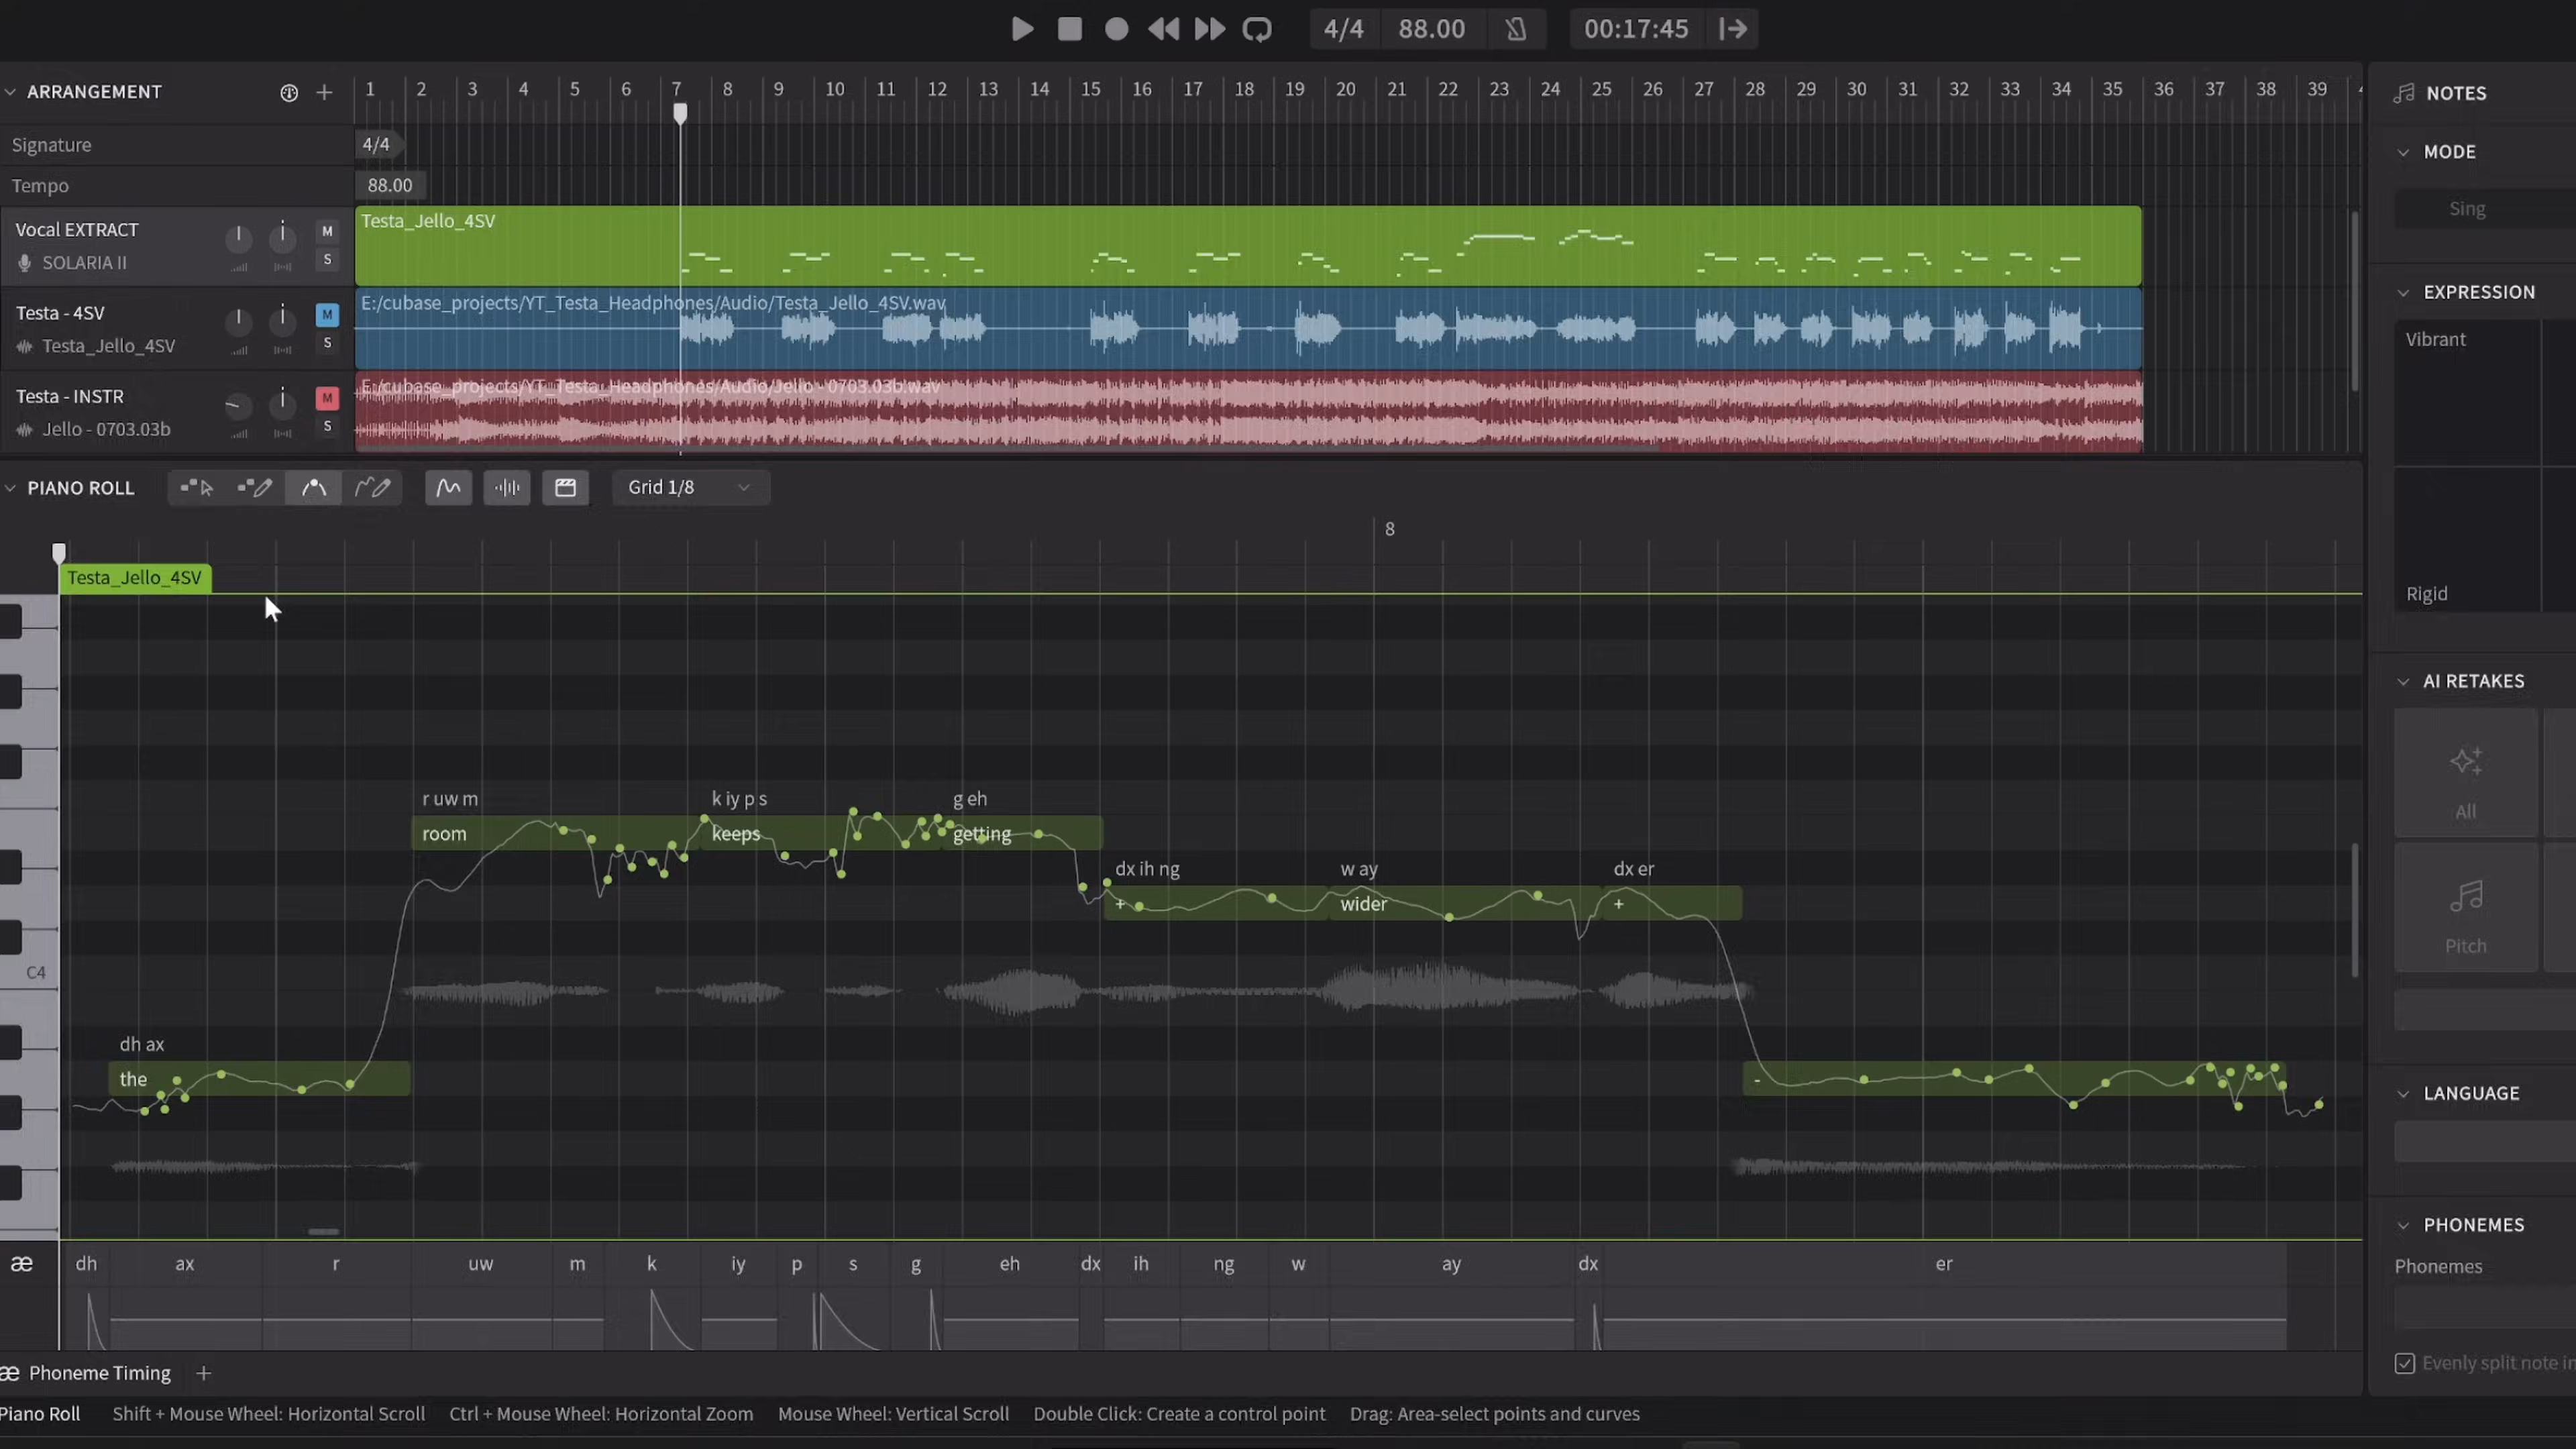 4/4 88.00 00:17:45
ARRANGEMENT
1 2 3 4 5 6 7 8 9 10 11 12 13 14 15 16 17 18 19 20 21 22 23 24 25 26 27 28 29 30 31 32 33 34 35 36 37 38 39
Signature 4/4
Tempo 88.00
Vocal EXTRACT M
SOLARIA II S
Testa_Jello_4SV
Testa - 4SV M
Testa_Jello_4SV S
E:/cubase_projects/YT_Testa_Headphones/Audio/Testa_Jello_4SV.wav
Testa - INSTR M
Jello - 0703.03b S
E:/cubase_projects/YT_Testa_Headphones/Audio/Jello - 0703.03b.wav
PIANO ROLL Grid 1/8
8
Testa_Jello_4SV
r uw m k iy p s g eh
room keeps getting
dx ih ng w ay dx er
+ wider +
C4
dh ax
the -
æ dh ax r uw m k iy p s g eh dx ih ng w ay dx er
æ Phoneme Timing +
Piano Roll Shift + Mouse Wheel: Horizontal Scroll Ctrl + Mouse Wheel: Horizontal Zoom Mouse Wheel: Vertical Scroll Double Click: Create a control point Drag: Area-select points and curves
NOTES
MODE
Sing
EXPRESSION
Vibrant
Rigid
AI RETAKES
All
Pitch
LANGUAGE
PHONEMES
Phonemes
Evenly split note in